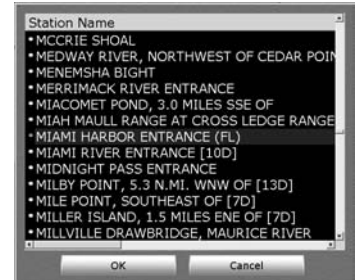 Station Name
•MCCRIE SHOAL
•MEDWAY RIVER, NORTHWEST OF CEDAR POIN
•MENEMSHA BIGHT
•MERRIMACK RIVER ENTRANCE
•MIACOMET POND, 3.0 MILES SSE OF
•MIAH MAULL RANGE AT CROSS LEDGE RANGE
•MIAMI HARBOR ENTRANCE (FL)
•MIAMI RIVER ENTRANCE [10D]
•MIDNIGHT PASS ENTRANCE
•MILBY POINT, 5.3 N.MI. WNW OF [13D]
•MILE POINT, SOUTHEAST OF [7D]
•MILLER ISLAND, 1.5 MILES ENE OF [7D]
•MILLVILLE DRAWBRIDGE, MAURICE RIVER
OK Cancel